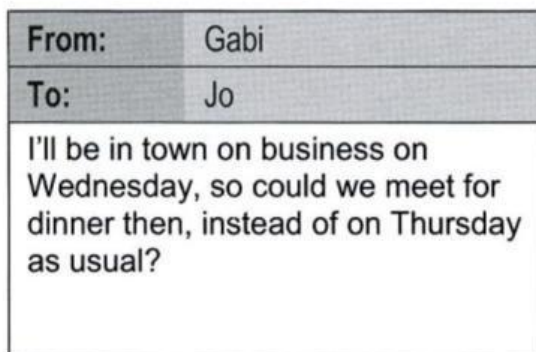 From: Gabi
To: Jo
I'll be in town on business on
Wednesday, so could we meet for
dinner then, instead of on Thursday
as usual?